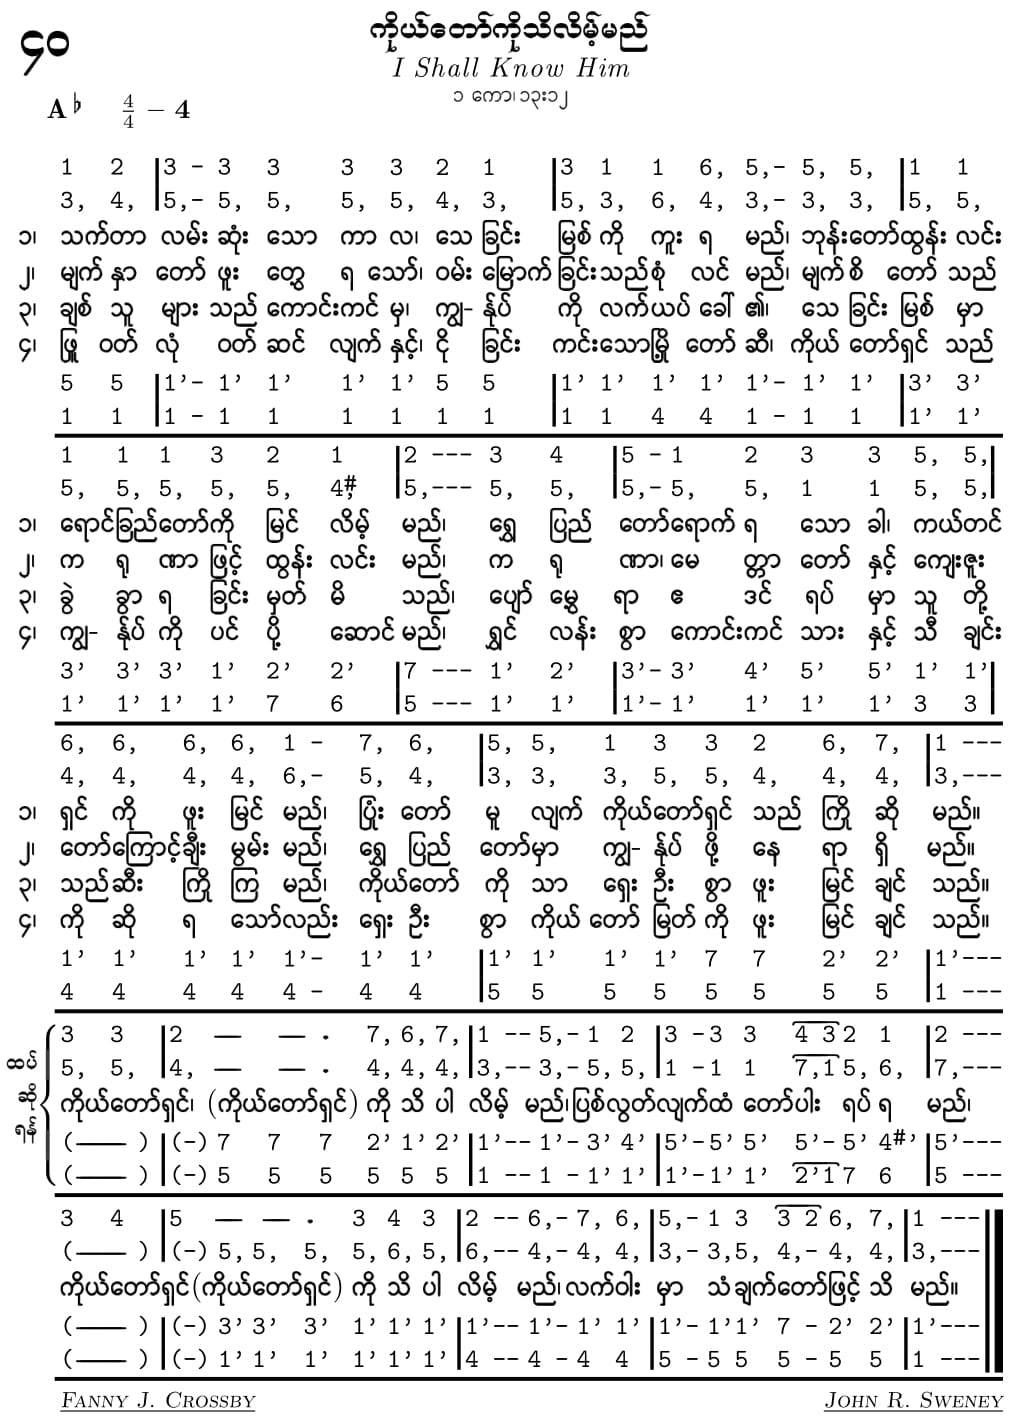 ၄၀
ကိုယ်တော်ကိုသိလိမ့်မည်
I Shall Know Him
၁ ကော၊၁၃း၁၂
A♭ 4/4 – 4
1 2 |3 - 3 3 3 3 2 1 |3 1 1 6, 5,- 5, 5, |1 1
3, 4, |5,- 5, 5, 5, 5, 4, 3, |5, 3, 6, 4, 3,- 3, 3, |5, 5,
၁၊ သက်တာ လမ်း ဆုံး သော ကာ လ၊ သေ ခြင်း မြစ် ကို ကူး ရ မည်၊ ဘုန်းတော်ထွန်း လင်း
၂၊ မျက် နှာ တော် ဖူး တွေ့ ရ သော်၊ ဝမ်း မြောက် ခြင်းသည်စုံ လင် မည်၊ မျက် စိ တော် သည်
၃၊ ချစ် သူ များ သည် ကောင်းကင် မှ၊ ကျွ- န်ုပ် ကို လက်ယပ် ခေါ် ၏၊ သေ ခြင်း မြစ် မှာ
၄၊ ဖြူ ဝတ် လုံ ဝတ် ဆင် လျက် နှင့်၊ ငို ခြင်း ကင်းသောမြို့ တော် ဆီ၊ ကိုယ် တော်ရှင် သည်
5 5 |1’- 1’ 1’ 1’ 1’ 5 5 |1’ 1’ 1’ 1’ 1’- 1’ 1’ |3’ 3’
1 1 |1 - 1 1 1 1 1 1 |1 1 4 4 1 - 1 1 |1’ 1’
1 1 1 3 2 1 |2 --- 3 4 |5 - 1 2 3 3 5, 5,|
5, 5, 5, 5, 5, 4#, |5,--- 5, 5, |5,- 5, 5, 1 1 5, 5,|
၁၊ ရောင်ခြည်တော်ကို မြင် လိမ့် မည်၊ ရွှေ ပြည် တော်ရောက် ရ သော ခါ၊ ကယ်တင်
၂၊ က ရု ဏာ ဖြင့် ထွန်း လင်း မည်၊ က ရု ဏာ၊ မေ တ္တာ တော် နှင့် ကျေးဇူး
၃၊ ခွဲ ခွာ ရ ခြင်း မှတ် မိ သည်၊ ပျော် မွေ့ ရာ ဧ ဒင် ရပ် မှာ သူ တို့
၄၊ ကျွ- န်ုပ် ကို ပင် ပို့ ဆောင် မည်၊ ရွှင် လန်း စွာ ကောင်းကင် သား နှင့် သီ ချင်း
3’ 3’ 3’ 1’ 2’ 2’ |7 --- 1’ 2’ |3’- 3’ 4’ 5’ 5’ 1’ 1’|
1’ 1’ 1’ 1’ 7 6 |5 --- 1’ 1’ |1’- 1’ 1’ 1’ 1’ 3 3 |
6, 6, 6, 6, 1 - 7, 6, |5, 5, 1 3 3 2 6, 7, |1 ---
4, 4, 4, 4, 6,- 5, 4, |3, 3, 3, 5, 5, 4, 4, 4, |3,---
၁၊ ရှင် ကို ဖူး မြင် မည်၊ ပြုံး တော် မူ လျက် ကိုယ်တော်ရှင် သည် ကြို ဆို မည်။
၂၊ တော်ကြောင့်ချီး မွမ်း မည်၊ ရွှေ ပြည် တော်မှာ ကျွ- န်ုပ် ဖို့ နေ ရာ ရှိ မည်။
၃၊ သည်ဆီး ကြို ကြ မည်၊ ကိုယ်တော် ကို သာ ရှေး ဦး စွာ ဖူး မြင် ချင် သည်။
၄၊ ကို ဆို ရ သော်လည်း ရှေး ဦး စွာ ကိုယ် တော် မြတ် ကို ဖူး မြင် ချင် သည်။
1’ 1’ 1’ 1’ 1’- 1’ 1’ |1’ 1’ 1’ 1’ 7 7 2’ 2’ |1’---
4 4 4 4 4 - 4 4 |5 5 5 5 5 5 5 5 |1 ---
3 3 |2 — — . 7, 6, 7, |1 -- 5,- 1 2 |3 -3 3 4 3 2 1 |2 ---
5, 5, |4, — — . 4, 4, 4, |3,-- 3,- 5, 5, |1 -1 1 7,1 5, 6, |7,---
ထပ် ဆို ရန် ကိုယ်တော်ရှင်၊ (ကိုယ်တော်ရှင်) ကို သိ ပါ လိမ့် မည်၊ပြစ်လွတ်လျက်ထံ တော်ပါး ရပ် ရ မည်၊
(— ) |(-) 7 7 7 2’ 1’ 2’ |1’-- 1’- 3’ 4’ |5’-5’ 5’ 5’- 5’ 4#’ |5’---
(— ) |(-) 5 5 5 5 5 5 |1 -- 1 - 1’ 1’ |1’-1’ 1’ 2’1’7 6 |5 ---
3 4 |5 — — . 3 4 3 |2 -- 6,- 7, 6, |5,- 1 3 3 2 6, 7, |1 ---
(— ) |(-) 5, 5, 5, 5, 6, 5, |6,-- 4,- 4, 4, |3,- 3,5, 4,- 4, 4, |3,---
ကိုယ်တော်ရှင်(ကိုယ်တော်ရှင်) ကို သိ ပါ လိမ့် မည်၊လက်ဝါး မှာ သံချက်တော်ဖြင့် သိ မည်။
(— ) |(-) 3’ 3’ 3’ 1’ 1’ 1’ |1’-- 1’- 1’ 1’ |1’- 1’1’ 7 - 2’ 2’ |1’---
(— ) |(-) 1’ 1’ 1’ 1’ 1’ 1’ |4 -- 4 - 4 4 |5 - 5 5 5 - 5 5 |1 ---
Fanny J. Crosby
John R. Sweney